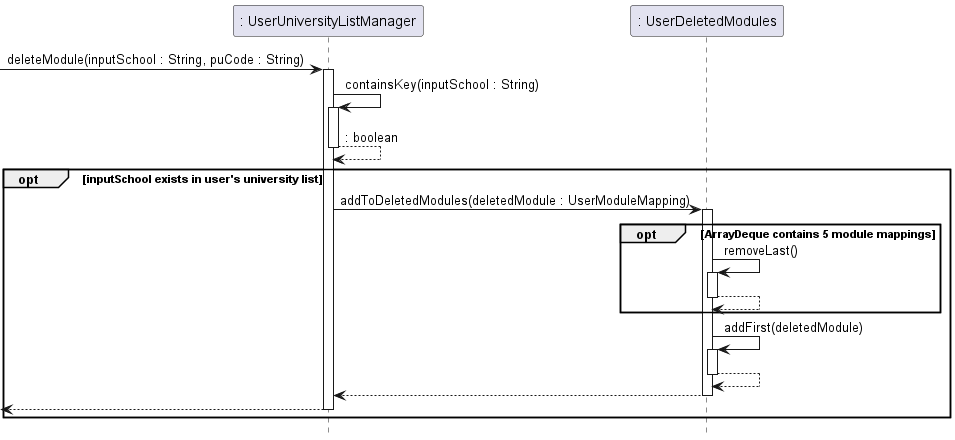 : UserUniversityListManager
: UserDeletedModules
deleteModule(inputSchool : String, puCode : String)
containsKey(inputSchool : String)
: boolean
opt
[inputSchool exists in user's university list]
addToDeletedModules(deletedModule : UserModuleMapping)
opt
[ArrayDeque contains 5 module mappings]
removeLast()
addFirst(deletedModule)